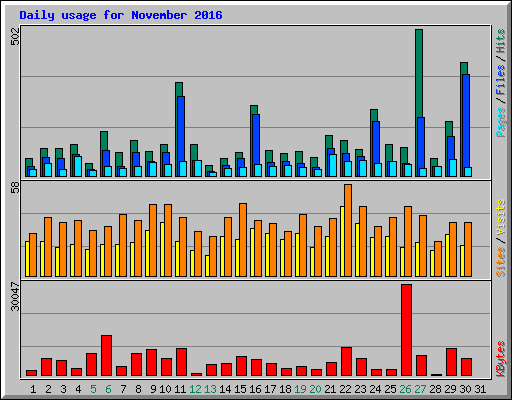 Daily usage for November 2016
502
Pages / Files / Hits
58
Sites / Visits
30047
KBytes
1 2 3 4 5 6 7 8 9 10 11 12 13 14 15 16 17 18 19 20 21 22 23 24 25 26 27 28 29 30 31